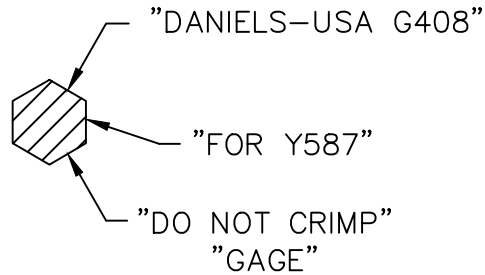 "DANIELS-USA G408"
"FOR Y587"
"DO NOT CRIMP"
"GAGE"